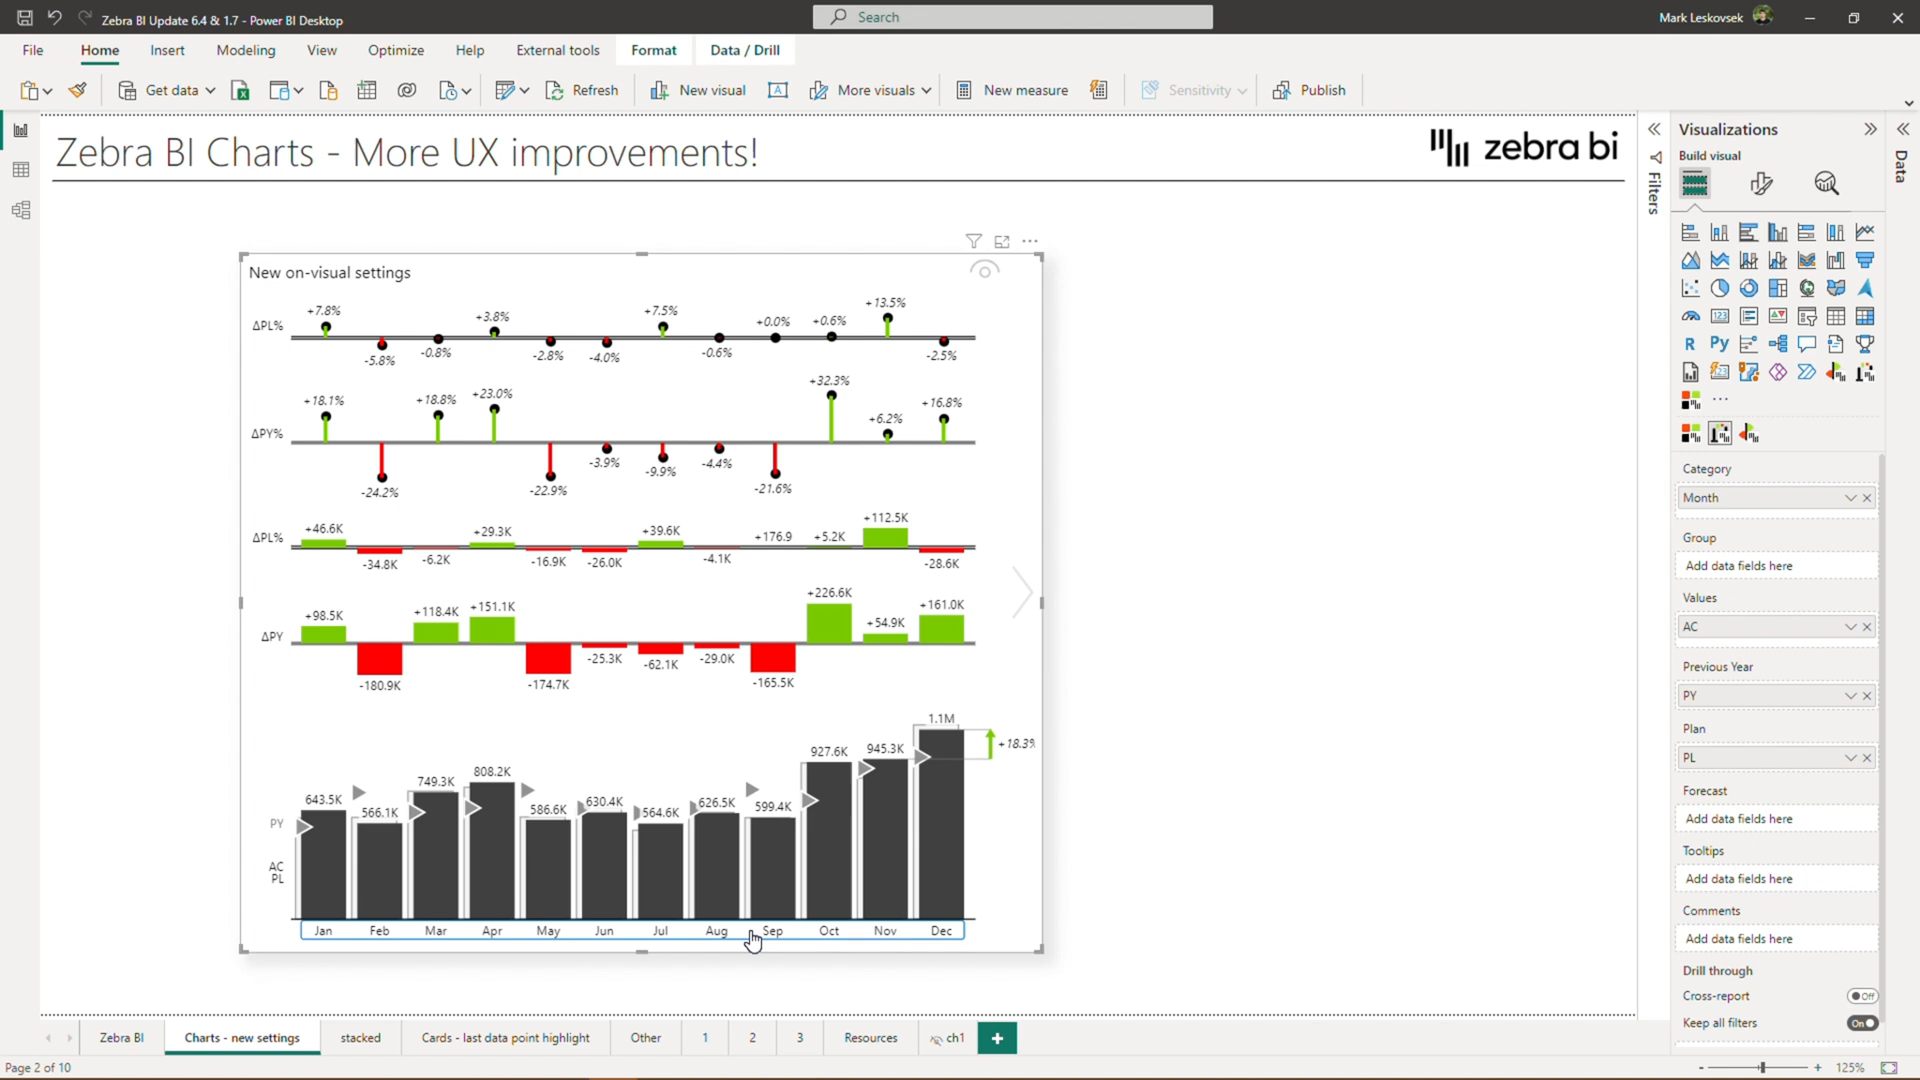 Zebra BI Update 6.4 & 1.7 - Power BI Desktop
Search
Mark Leskovsek
File Home Insert Modeling View Optimize Help External tools Format Data / Drill
Get data Refresh New visual A More visuals New measure Sensitivity Publish
Zebra BI Charts - More UX improvements!
zebra bi
New on-visual settings
ΔPL%
+7.8% -5.8% -0.8% +3.8% -2.8% -4.0% +7.5% -0.6% +0.0% +0.6% +13.5% -2.5%
ΔPY%
+18.1% -24.2% +18.8% +23.0% -22.9% -3.9% -9.9% -4.4% -21.6% +32.3% +6.2% +16.8%
ΔPL%
+46.6K -34.8K -6.2K +29.3K -16.9K -26.0K +39.6K -4.1K +176.9 +5.2K +112.5K -28.6K
ΔPY
+98.5K -180.9K +118.4K +151.1K -174.7K -25.3K -62.1K -29.0K -165.5K +226.6K +54.9K +161.0K
643.5K 566.1K 749.3K 808.2K 586.6K 630.4K 564.6K 626.5K 599.4K 927.6K 945.3K 1.1M
+18.3%
PY
AC
PL
Jan Feb Mar Apr May Jun Jul Aug Sep Oct Nov Dec
Filters
Visualizations
Build visual
123
R Py
123
Category
Month
Group
Add data fields here
Values
AC
Previous Year
PY
Plan
PL
Forecast
Add data fields here
Tooltips
Add data fields here
Comments
Add data fields here
Drill through
Cross-report Off
Keep all filters On
Data
Zebra BI Charts - new settings stacked Cards - last data point highlight Other 1 2 3 Resources ch1 +
Page 2 of 10
- + 125%